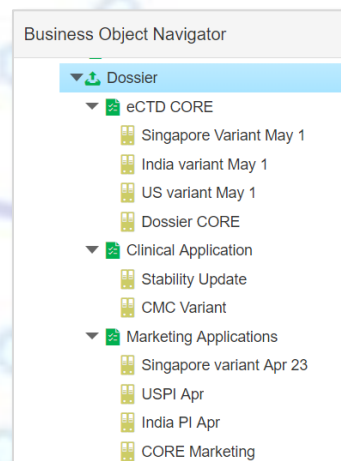 Business Object Navigator
Dossier
eCTD CORE
Singapore Variant May 1
India variant May 1
US variant May 1
Dossier CORE
Clinical Application
Stability Update
CMC Variant
Marketing Applications
Singapore variant Apr 23
USPI Apr
India PI Apr
CORE Marketing